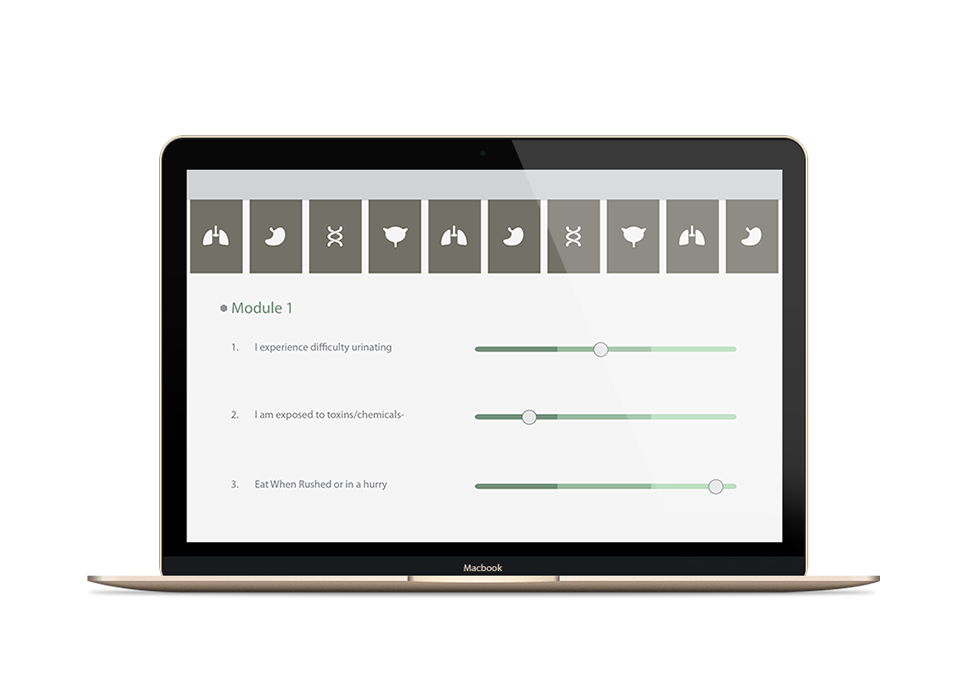 Module 1
1. I experience difficulty urinating
2. I am exposed to toxins/chemicals-
3. Eat When Rushed or in a hurry
Macbook